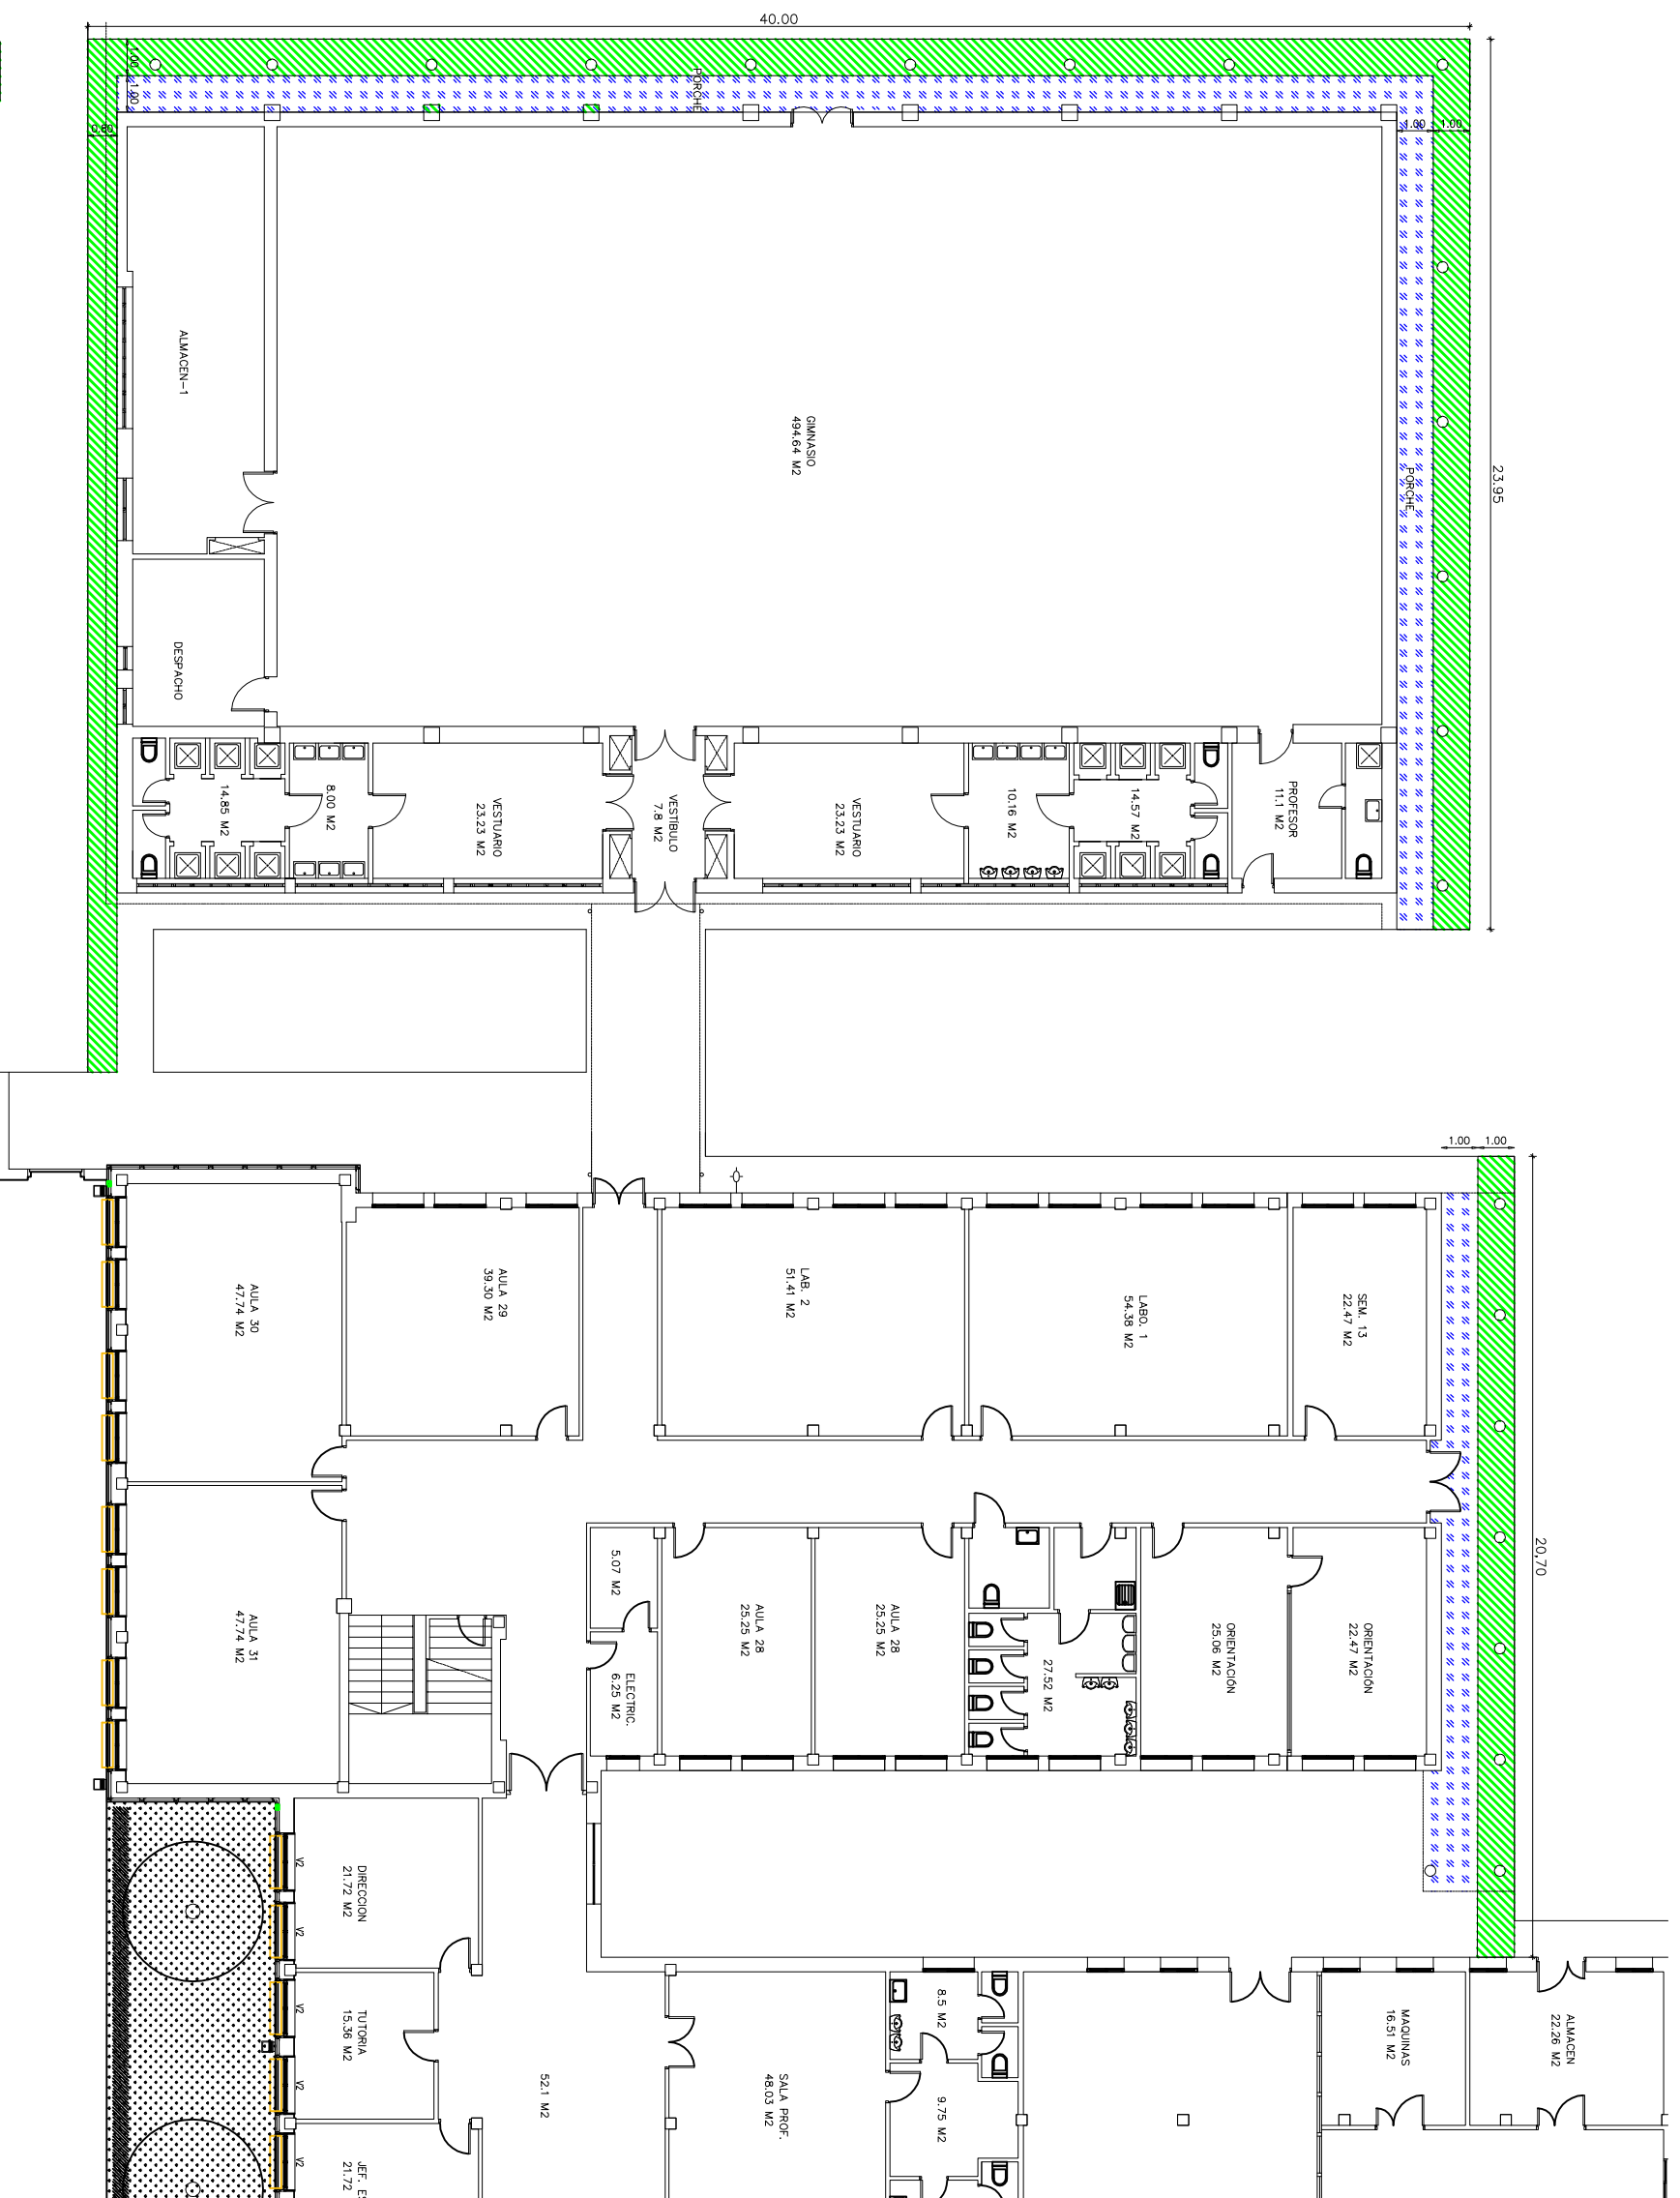 40.00
1.00
1.00
PORCHE
0.80
1.00
1.00
23.95
PORCHE
ALMACEN-1
GIMNASIO
494.64 M2
DESPACHO
14.85 M2
8.00 M2
VESTUARIO
23.23 M2
VESTÍBULO
7.8 M2
VESTUARIO
23.23 M2
10.16 M2
14.57 M2
PROFESOR
11.1 M2
1.00
1.00
20,70
AULA 30
47.74 M2
AULA 29
39.30 M2
LAB. 2
51.41 M2
LABO. 1
54.38 M2
SEM. 13
22.47 M2
AULA 31
47.74 M2
5.07 M2
ELECTRIC.
6.25 M2
AULA 28
25.25 M2
AULA 28
25.25 M2
27.52 M2
ORIENTACIÓN
25.06 M2
ORIENTACIÓN
22.47 M2
V2
DIRECCION
21.72 M2
V2
V2
TUTORIA
15.36 M2
V2
52.1 M2
SALA PROF.
48.03 M2
8.5 M2
9.75 M2
MAQUINAS
16.51 M2
ALMACEN
22.26 M2
V2
JEF. ES
21.72